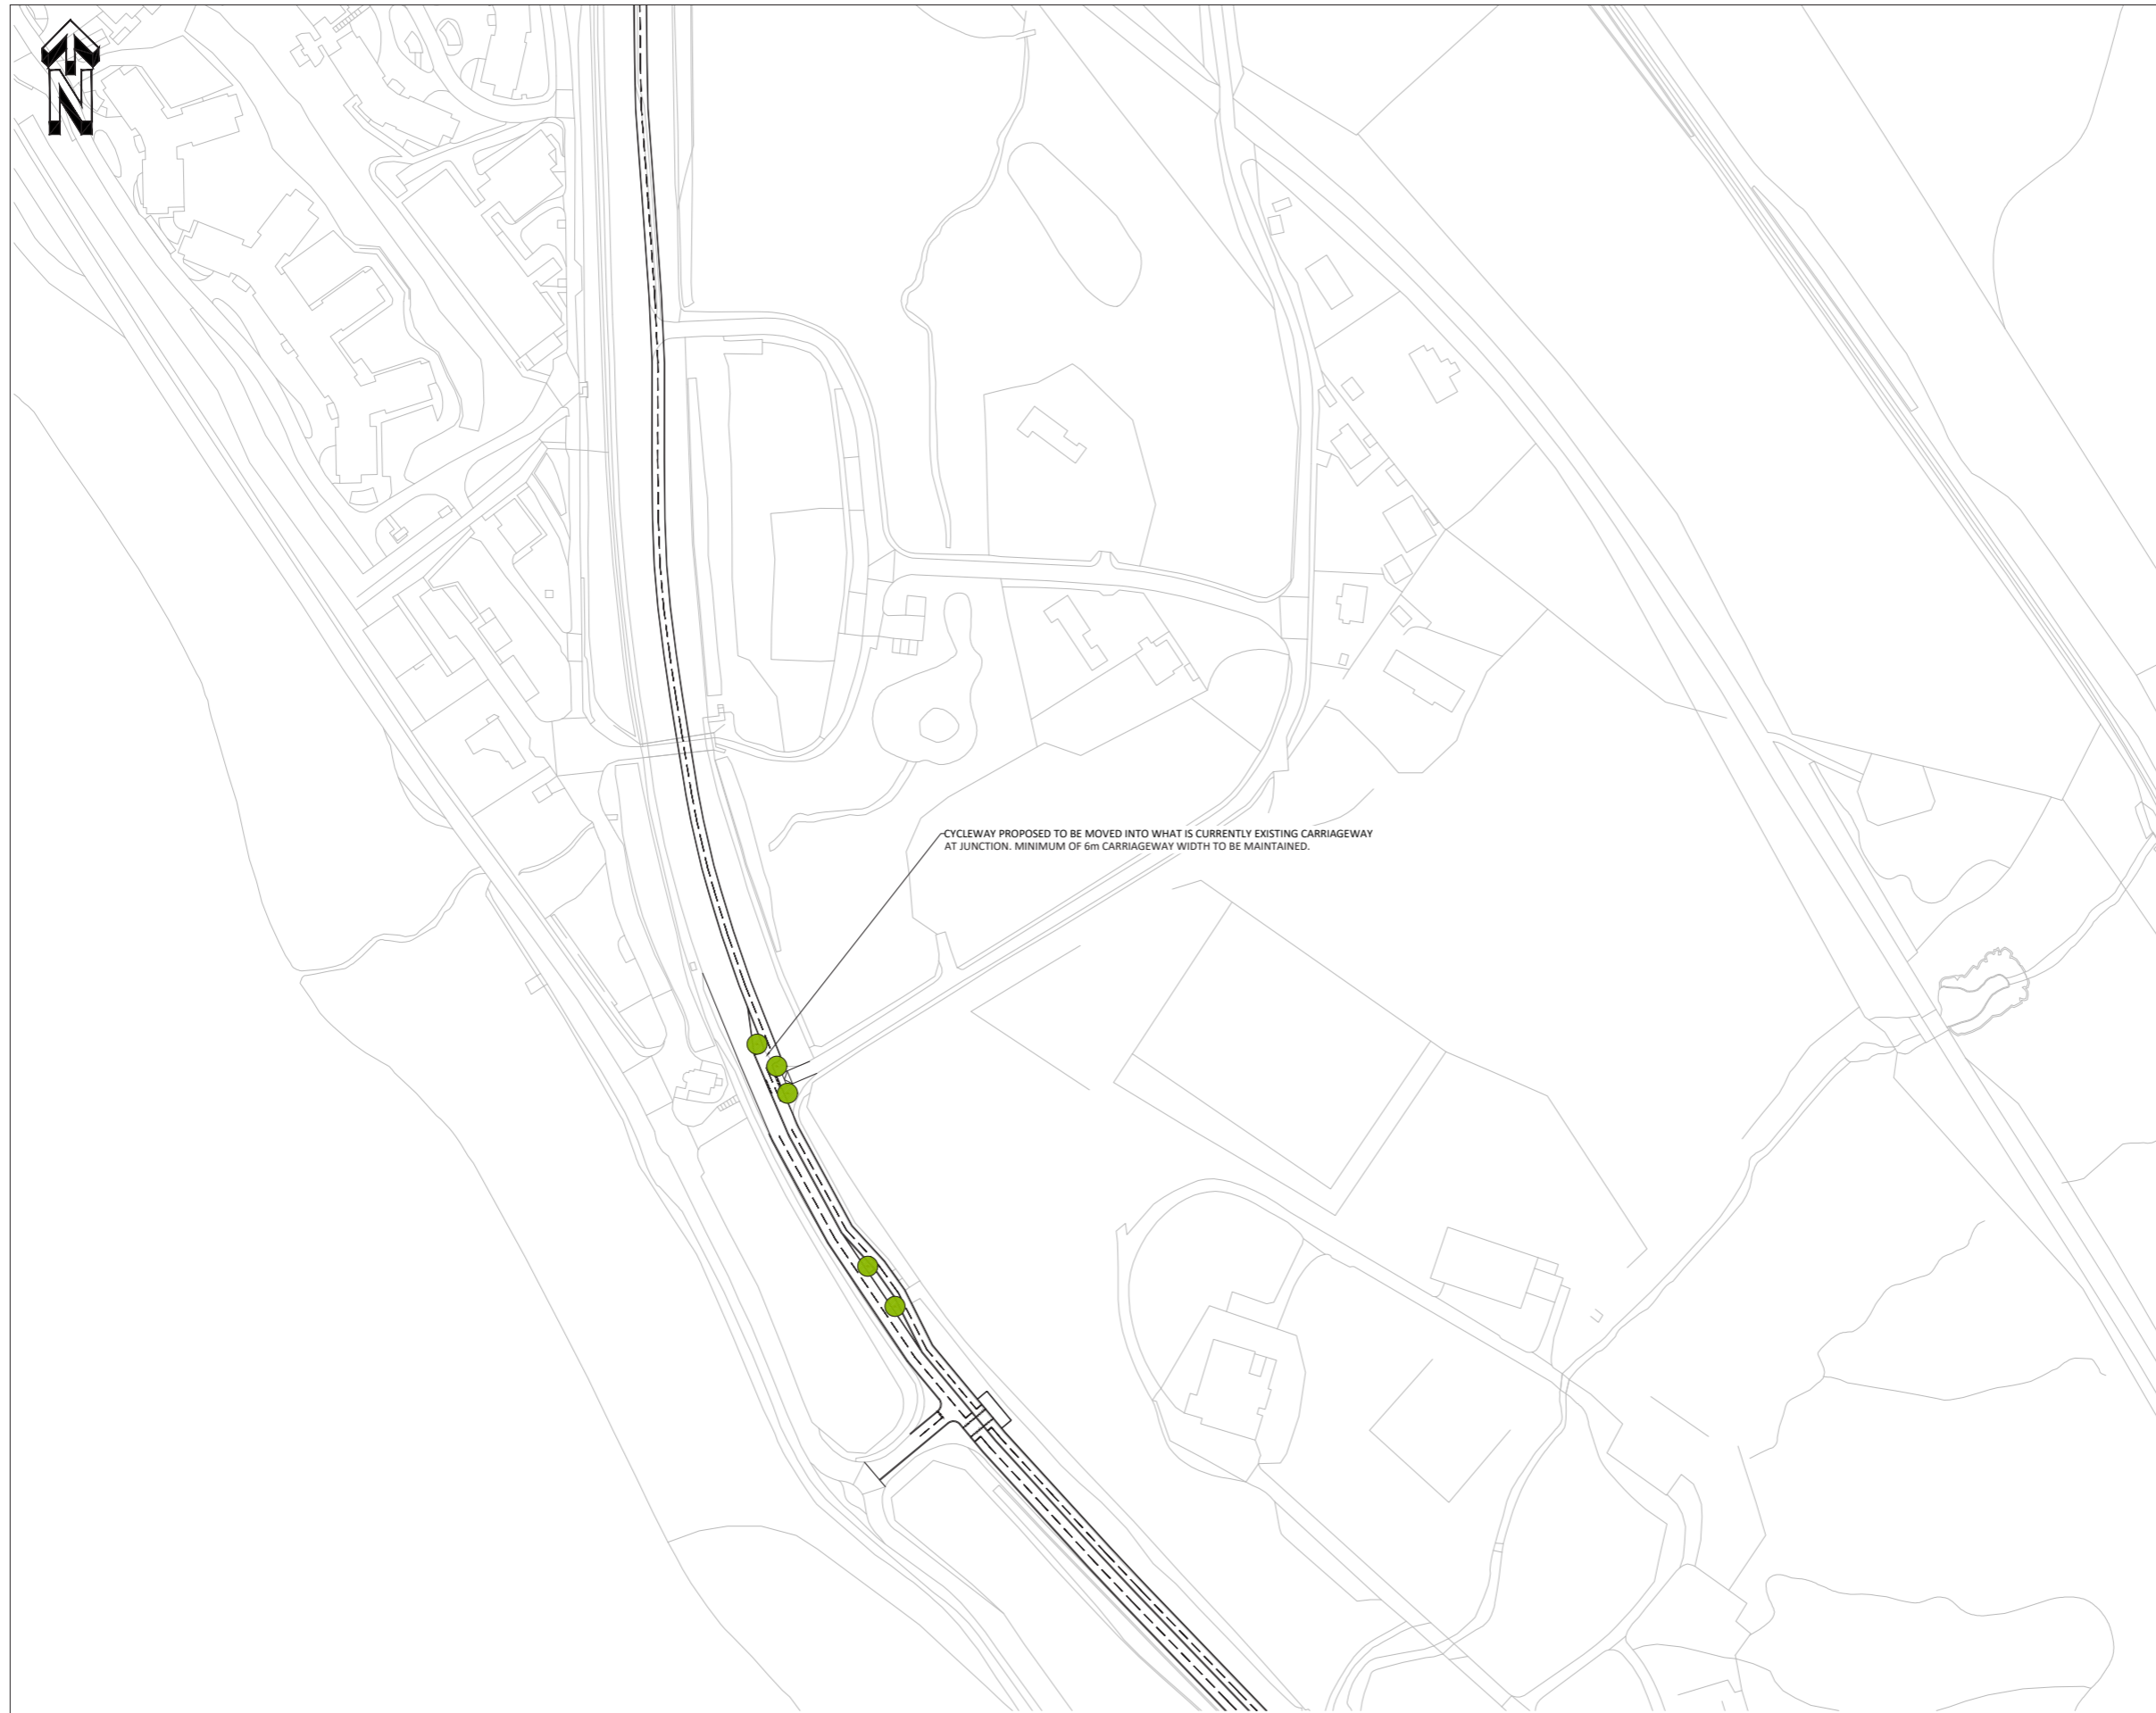 N
CYCLEWAY PROPOSED TO BE MOVED INTO WHAT IS CURRENTLY EXISTING CARRIAGEWAY
AT JUNCTION. MINIMUM OF 6m CARRIAGEWAY WIDTH TO BE MAINTAINED.